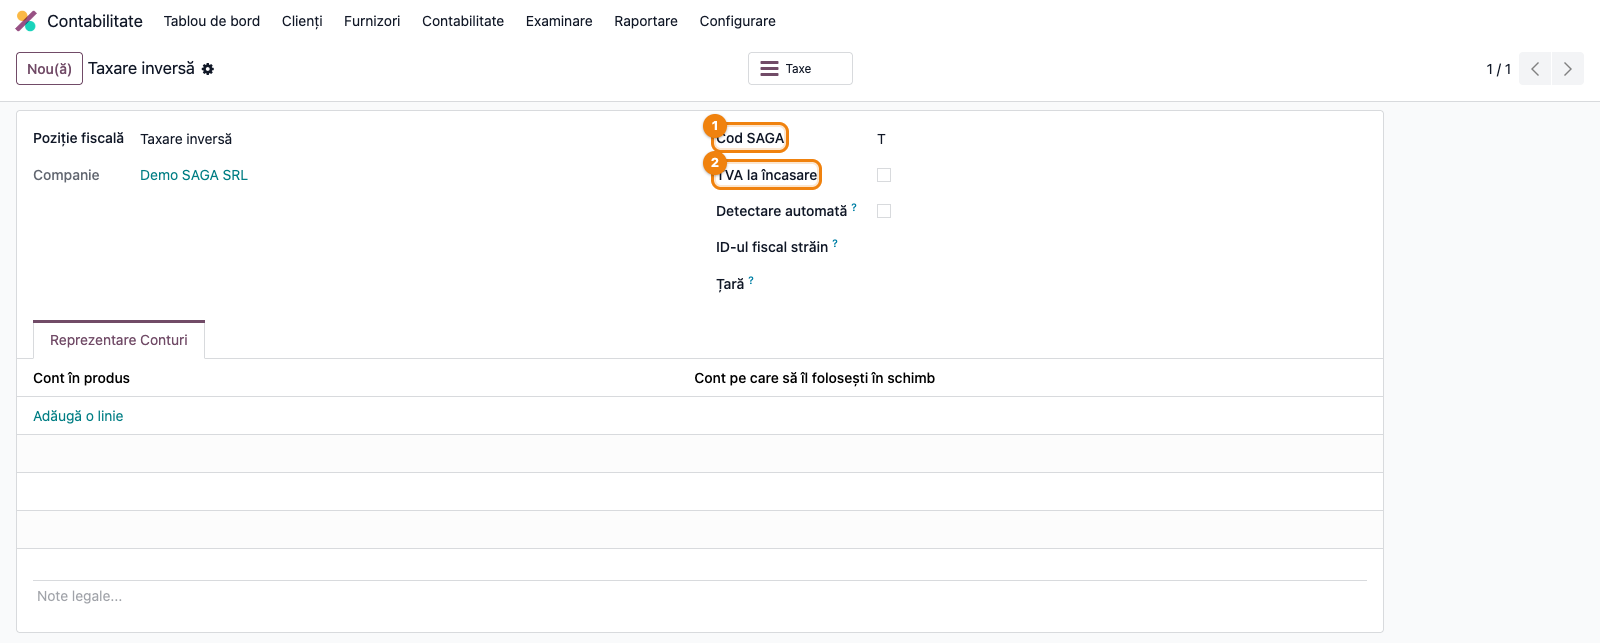 Contabilitate Tablou de bord Clienți Furnizori Contabilitate Examinare Raportare Configurare
Nou(ă) Taxare inversă Taxe 1 / 1
Poziție fiscală Taxare inversă
Companie Demo SAGA SRL
1
Cod SAGA T
2
TVA la încasare
Detectare automată ?
ID-ul fiscal străin ?
Țară ?
Reprezentare Conturi
Cont în produs Cont pe care să îl folosești în schimb
Adăugă o linie
Note legale...